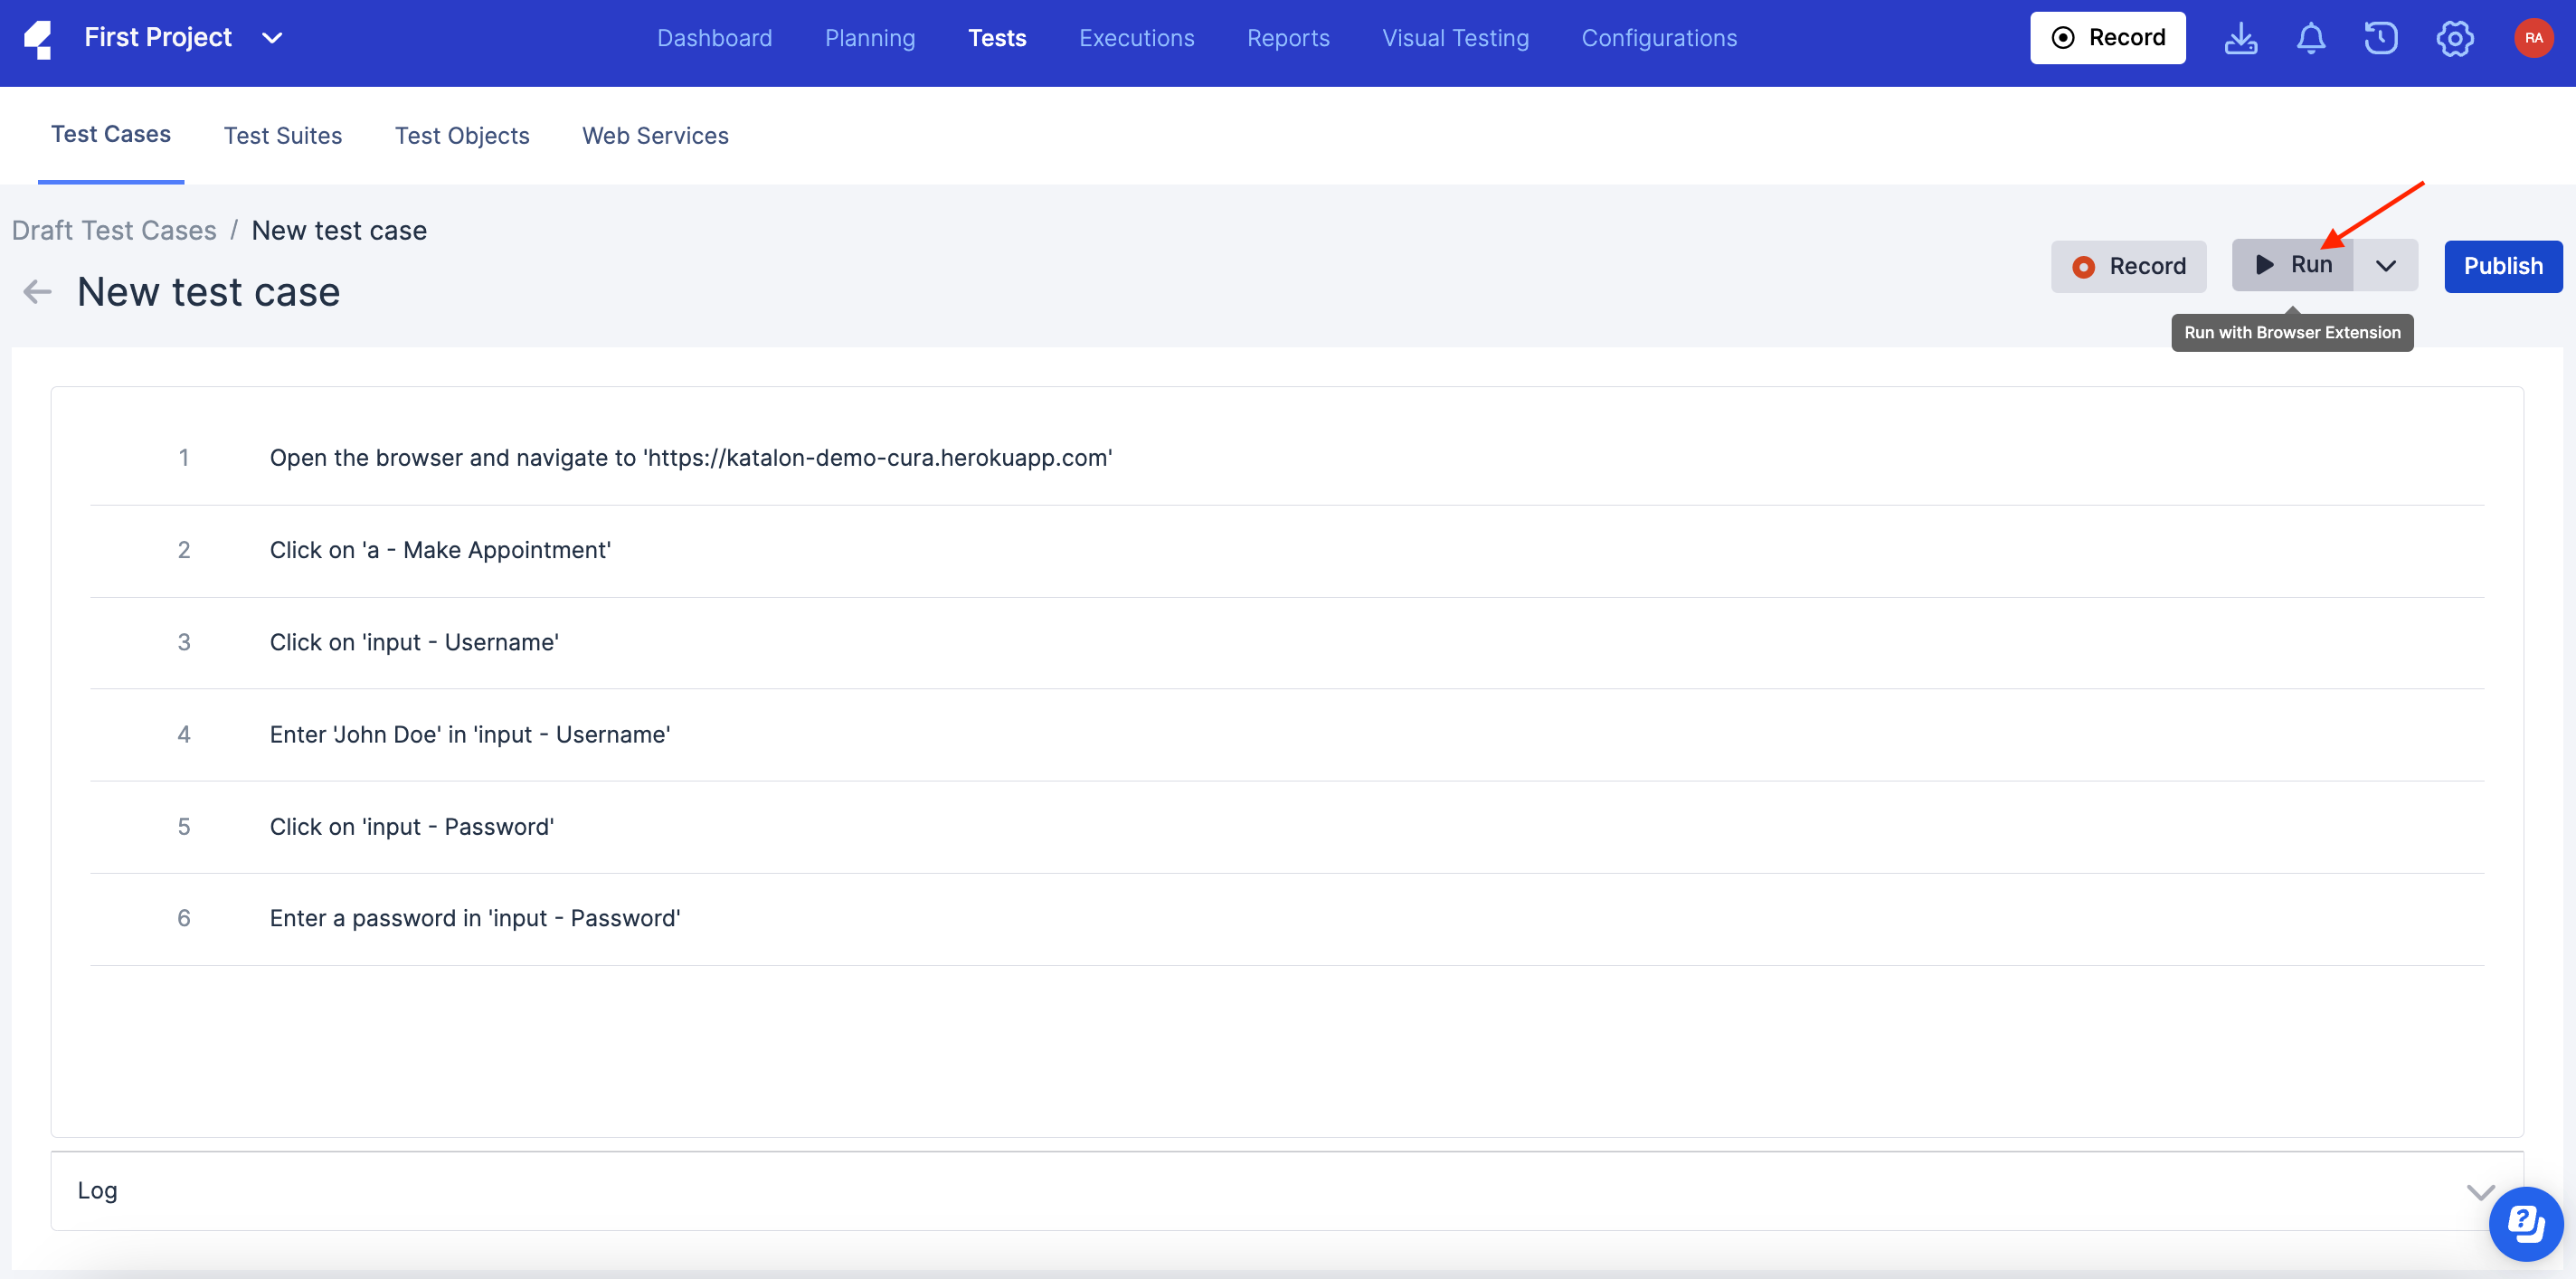 First Project
Dashboard Planning Tests Executions Reports Visual Testing Configurations
Record
RA
Test Cases Test Suites Test Objects Web Services
Draft Test Cases / New test case
New test case
Record Run Publish
Run with Browser Extension
1 Open the browser and navigate to 'https://katalon-demo-cura.herokuapp.com'
2 Click on 'a - Make Appointment'
3 Click on 'input - Username'
4 Enter 'John Doe' in 'input - Username'
5 Click on 'input - Password'
6 Enter a password in 'input - Password'
Log
?